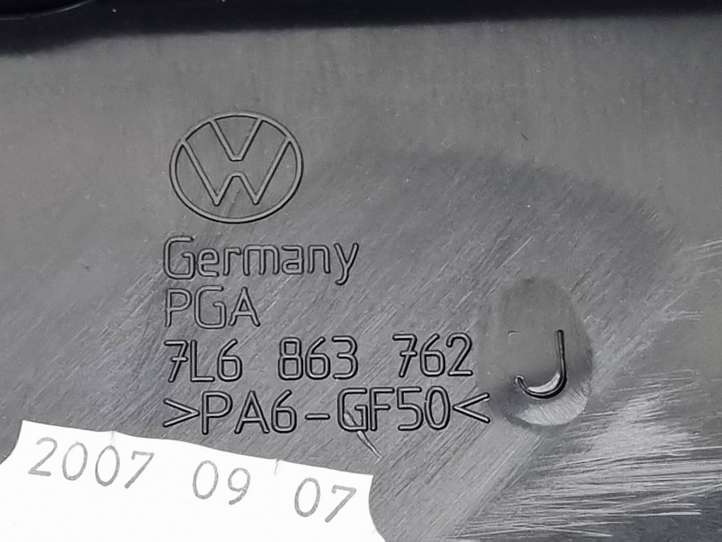 Germany
PGA
7L6 863 762 J
>PA6-GF50<
2007 09 07